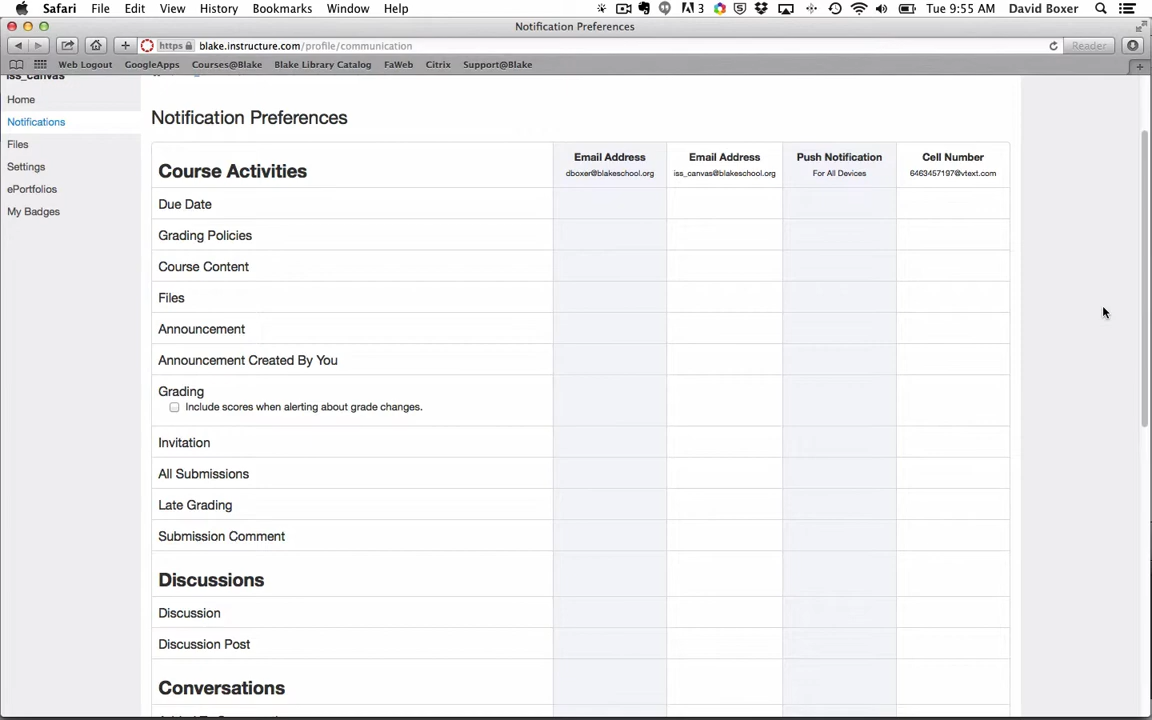 Safari File Edit View History Bookmarks Window Help 3 Tue 9:55 AM David Boxer
Notification Preferences
https blake.instructure.com/profile/communication Reader
Web Logout GoogleApps Courses@Blake Blake Library Catalog FaWeb Citrix Support@Blake
iss_canvas
Home
Notifications
Files
Settings
ePortfolios
My Badges
Notification Preferences
Course Activities
Email Address
dboxer@blakeschool.org
Email Address
iss_canvas@blakeschool.org
Push Notification
For All Devices
Cell Number
6463457197@vtext.com
Due Date
Grading Policies
Course Content
Files
Announcement
Announcement Created By You
Grading
Include scores when alerting about grade changes.
Invitation
All Submissions
Late Grading
Submission Comment
Discussions
Discussion
Discussion Post
Conversations